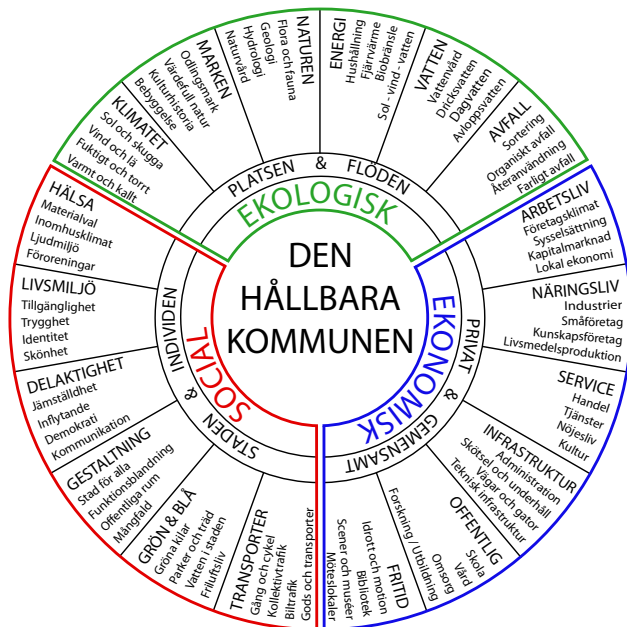 DEN
HÅLLBARA
KOMMUNEN
EKOLOGISK
PLATSEN & FLÖDEN
KLIMATET
Sol och skugga
Vind och lä
Fuktigt och torrt
Varmt och kallt
MARKEN
Odlingsmark
Värdefull natur
Kulturhistoria
Bebyggelse
NATUREN
Flora och fauna
Geologi
Hydrologi
Naturvård
ENERGI
Hushållning
Fjärrvärme
Biobränsle
Sol - vind - vatten
VATTEN
Vattenvård
Dricksvatten
Dagvatten
Avloppsvatten
AVFALL
Sortering
Organiskt avfall
Återanvändning
Farligt avfall
EKONOMISK
PRIVAT & GEMENSAMT
ARBETSLIV
Företagsklimat
Sysselsättning
Kapitalmarknad
Lokal ekonomi
NÄRINGSLIV
Industrier
Småföretag
Kunskapsföretag
Livsmedelsproduktion
SERVICE
Handel
Tjänster
Nöjesliv
Kultur
INFRASTRUKTUR
Administration
Skötsel och underhåll
Vägar och gator
Teknisk infrastruktur
OFFENTLIG
Skola
Vård
Omsorg
Forskning / Utbildning
FRITID
Idrott och motion
Bibliotek
Scener och muséer
Möteslokaler
SOCIAL
STADEN & INDIVIDEN
TRANSPORTER
Gång och cykel
Kollektivtrafik
Biltrafik
Gods och transporter
GRÖN & BLÅ
Gröna kilar
Parker och råd
Vatten i staden
Friluftsliv
GESTALTNING
Stad för alla
Funktionsblandning
Offentliga rum
Mångfald
DELAKTIGHET
Jämställdhet
Inflytande
Demokrati
Kommunikation
LIVSMILJÖ
Tillgänglighet
Trygghet
Identitet
Skönhet
HÄLSA
Materialval
Inomhusklimat
Ljudmiljö
Föroreningar